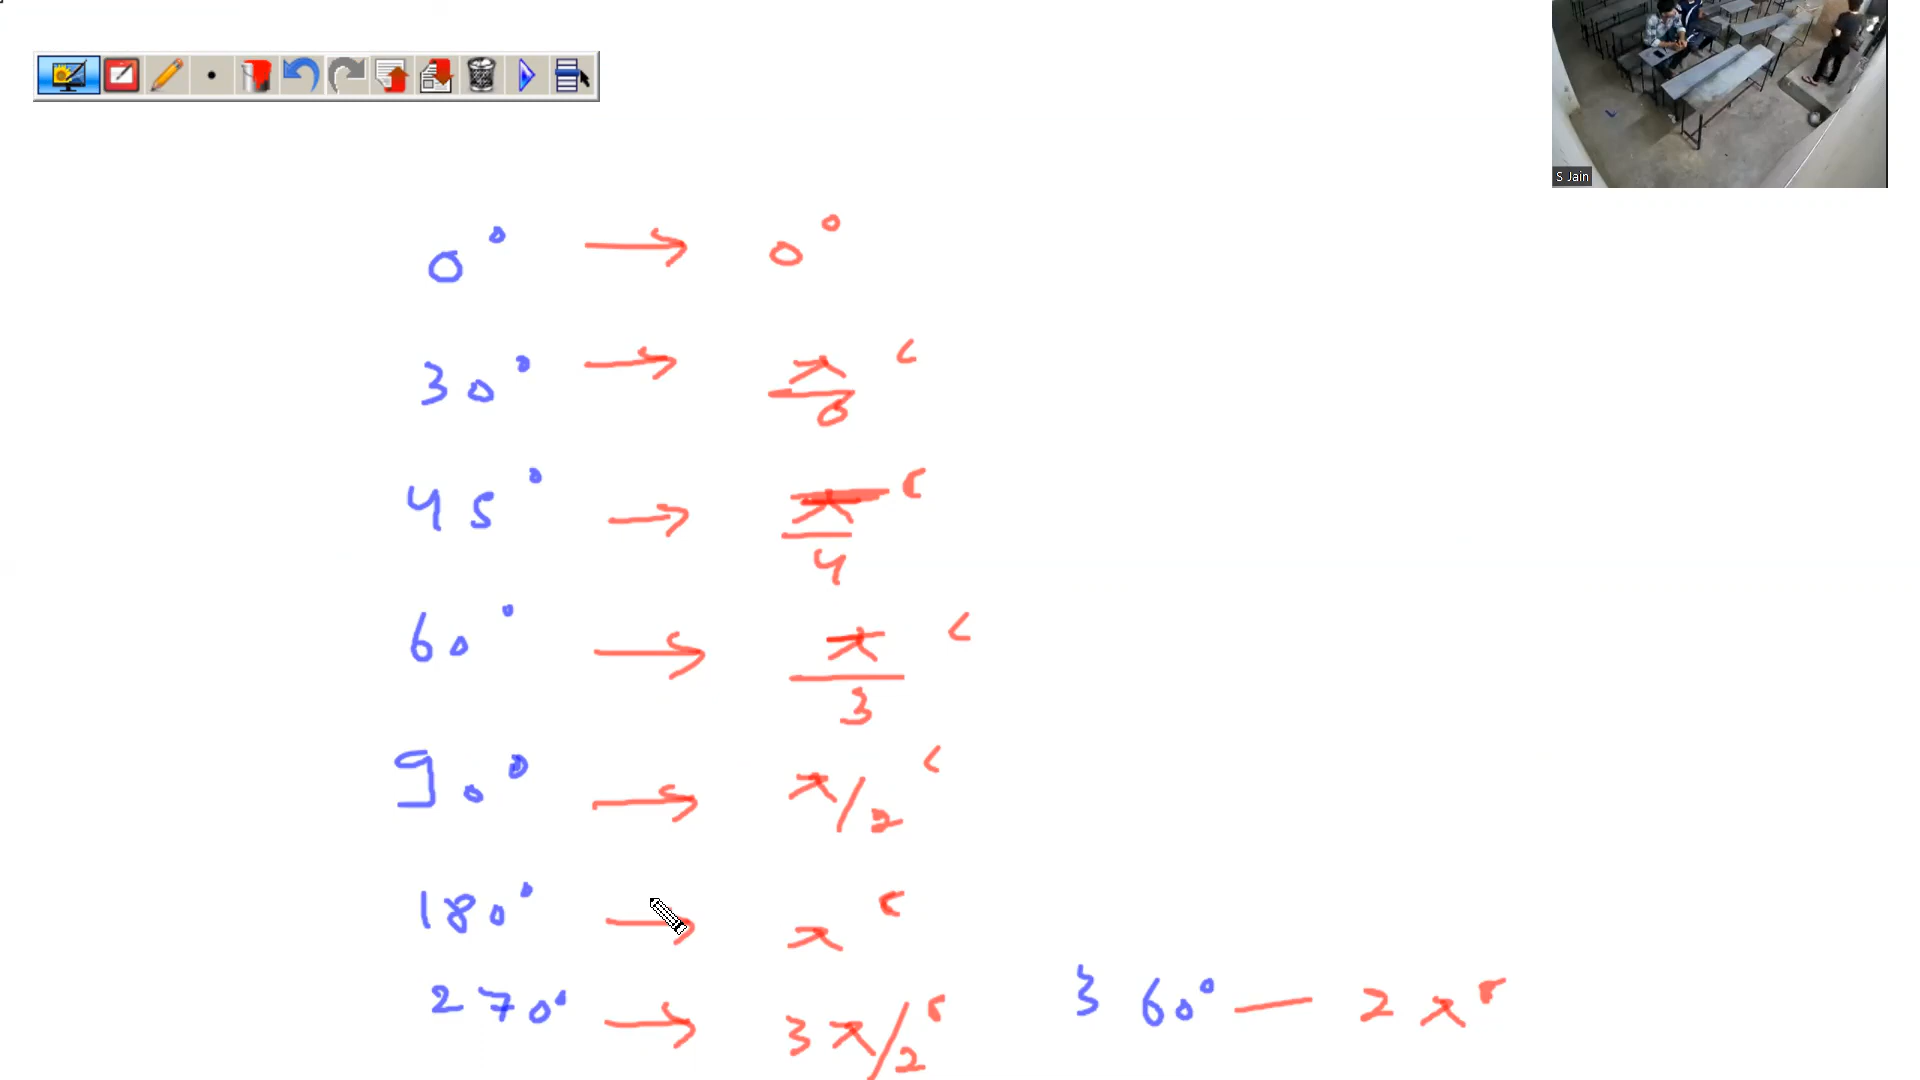 S Jain
0° → 0°
30° → π/6 ᶜ
45° → π/4 ᶜ
60° → π/3 ᶜ
90° → π/2 ᶜ
180° → π ᶜ
270° → 3π/2 ᶜ
360° — 2π ᶜ